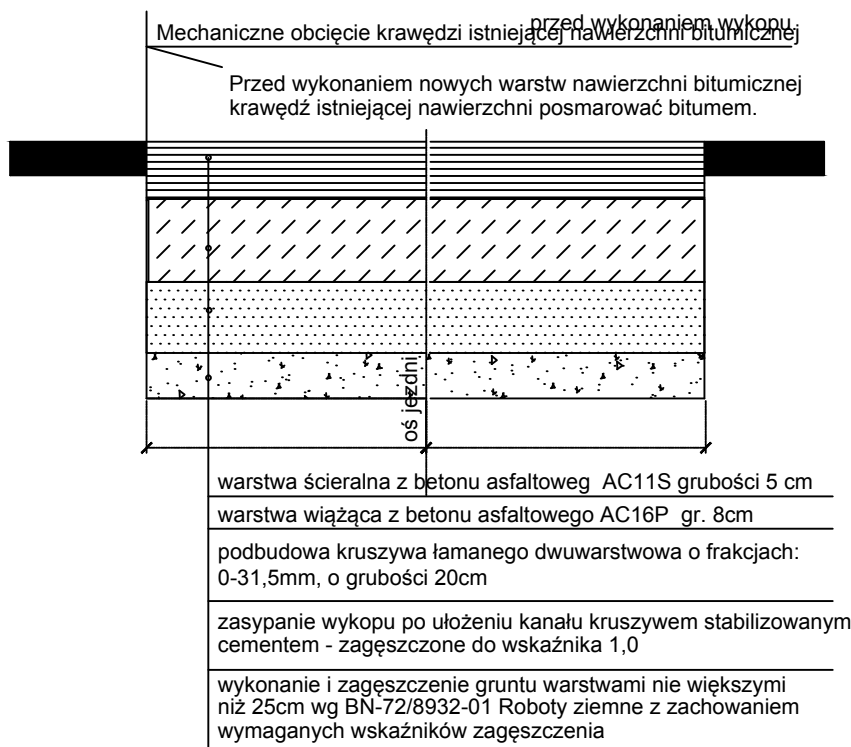 przed wykonaniem wykopu
Mechaniczne obcięcie krawędzi istniejącej nawierzchni bitumicznej
Przed wykonaniem nowych warstw nawierzchni bitumicznej
krawędź istniejącej nawierzchni posmarować bitumem.
oś jezdni
warstwa ścieralna z betonu asfaltoweg AC11S grubości 5 cm
warstwa wiążąca z betonu asfaltowego AC16P gr. 8cm
podbudowa kruszywa łamanego dwuwarstwowa o frakcjach:
0-31,5mm, o grubości 20cm
zasypanie wykopu po ułożeniu kanału kruszywem stabilizowanym
cementem - zagęszczone do wskaźnika 1,0
wykonanie i zagęszczenie gruntu warstwami nie większymi
niż 25cm wg BN-72/8932-01 Roboty ziemne z zachowaniem
wymaganych wskaźników zagęszczenia